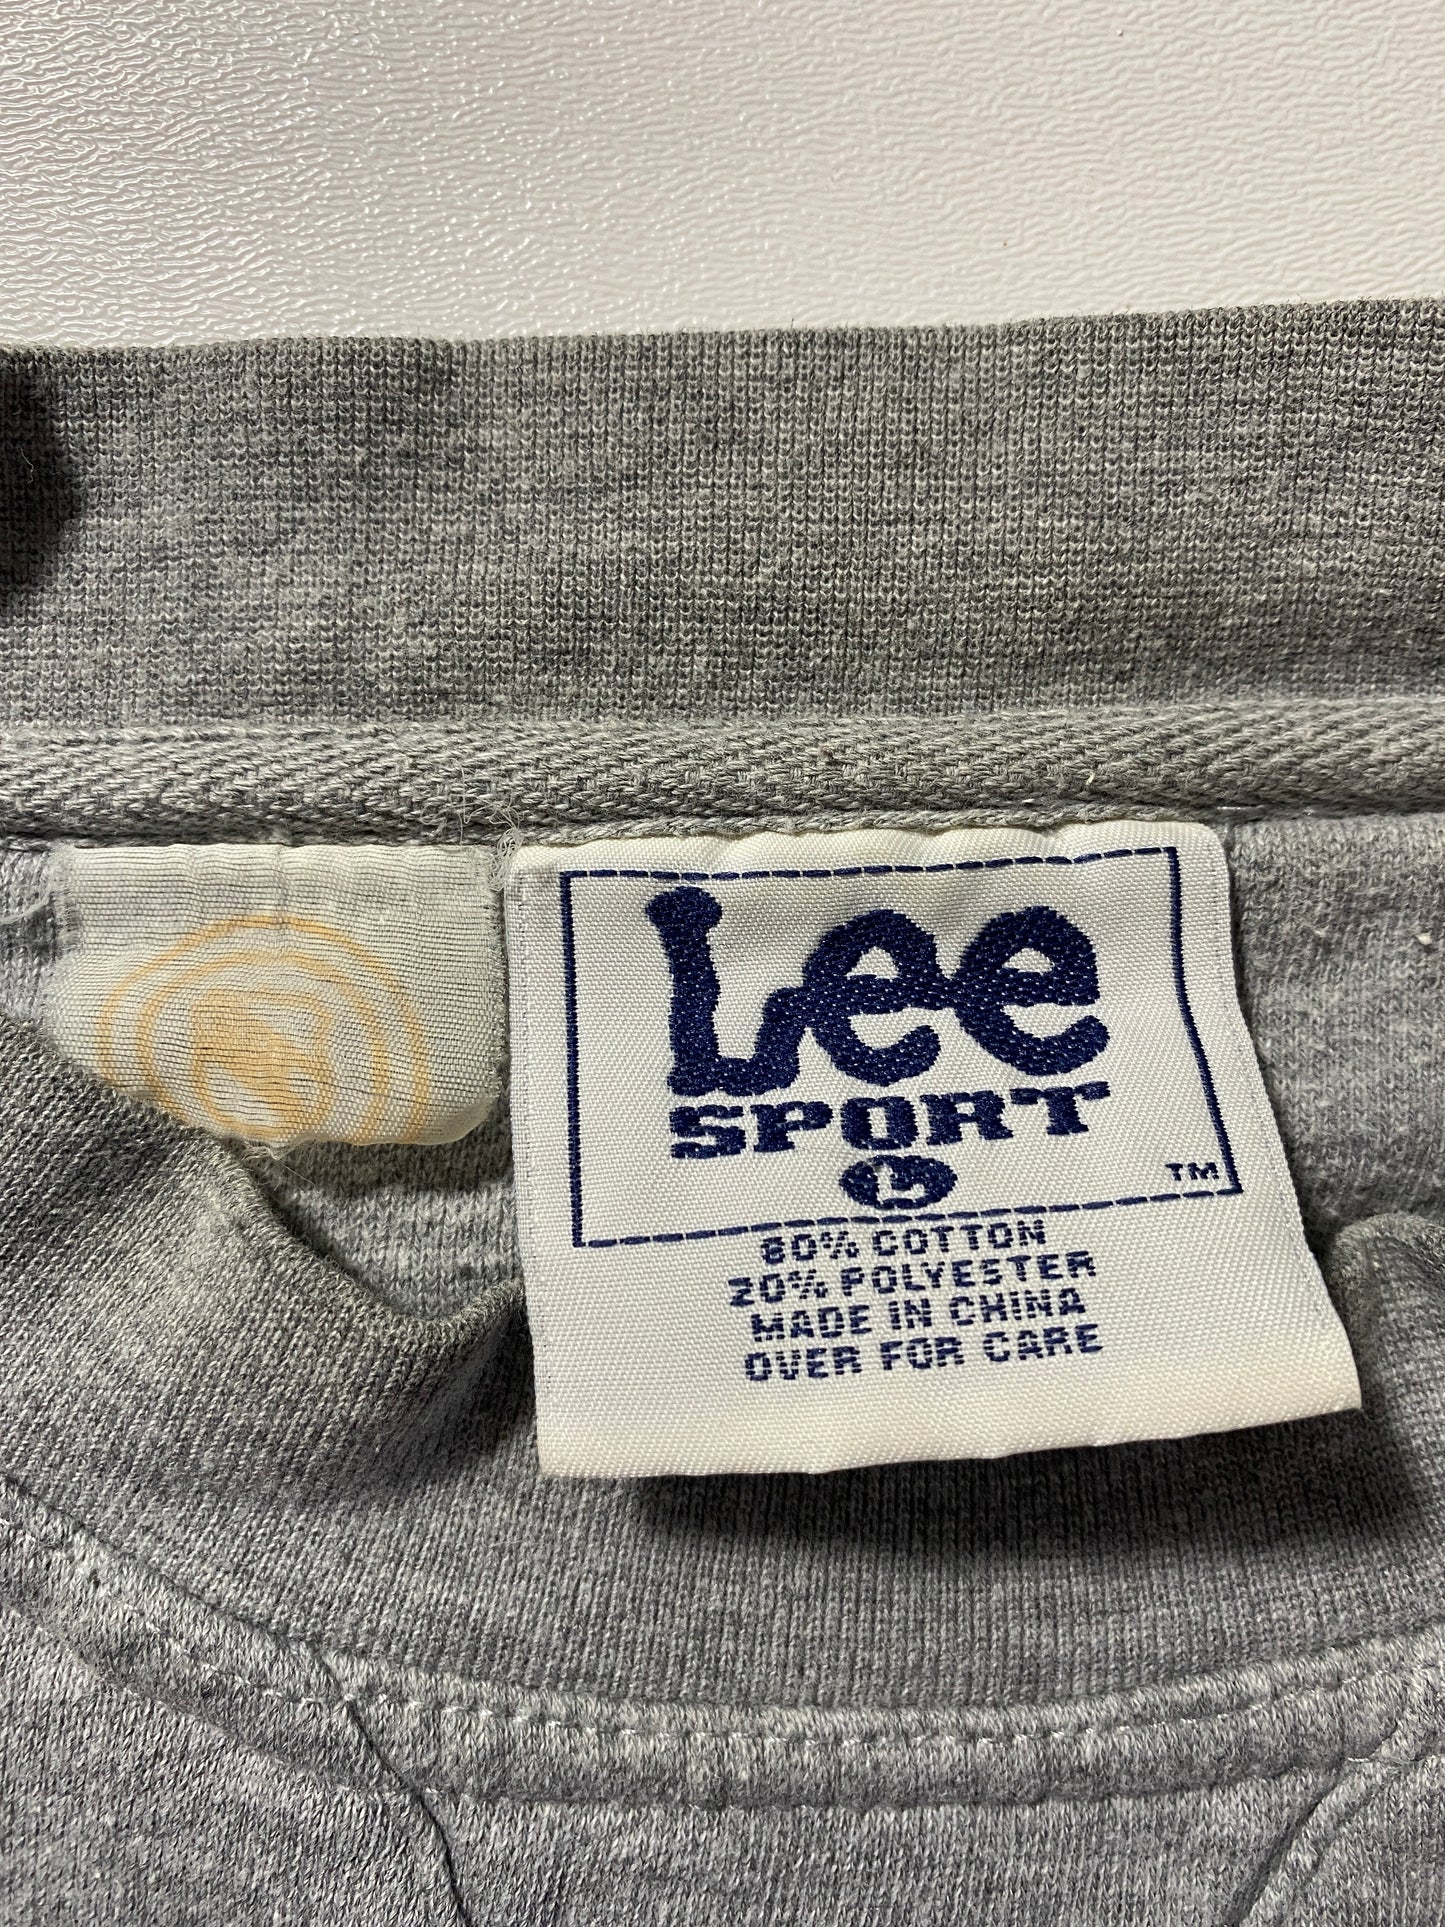 Lee
SPORT
L
TM
80% COTTON
20% POLYESTER
MADE IN CHINA
OVER FOR CARE